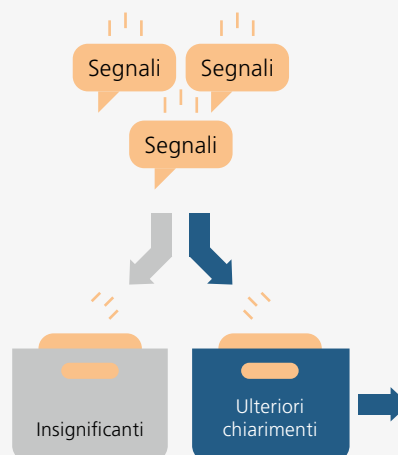 Segnali
Segnali
Segnali
Insignificanti
Ulteriori
chiarimenti